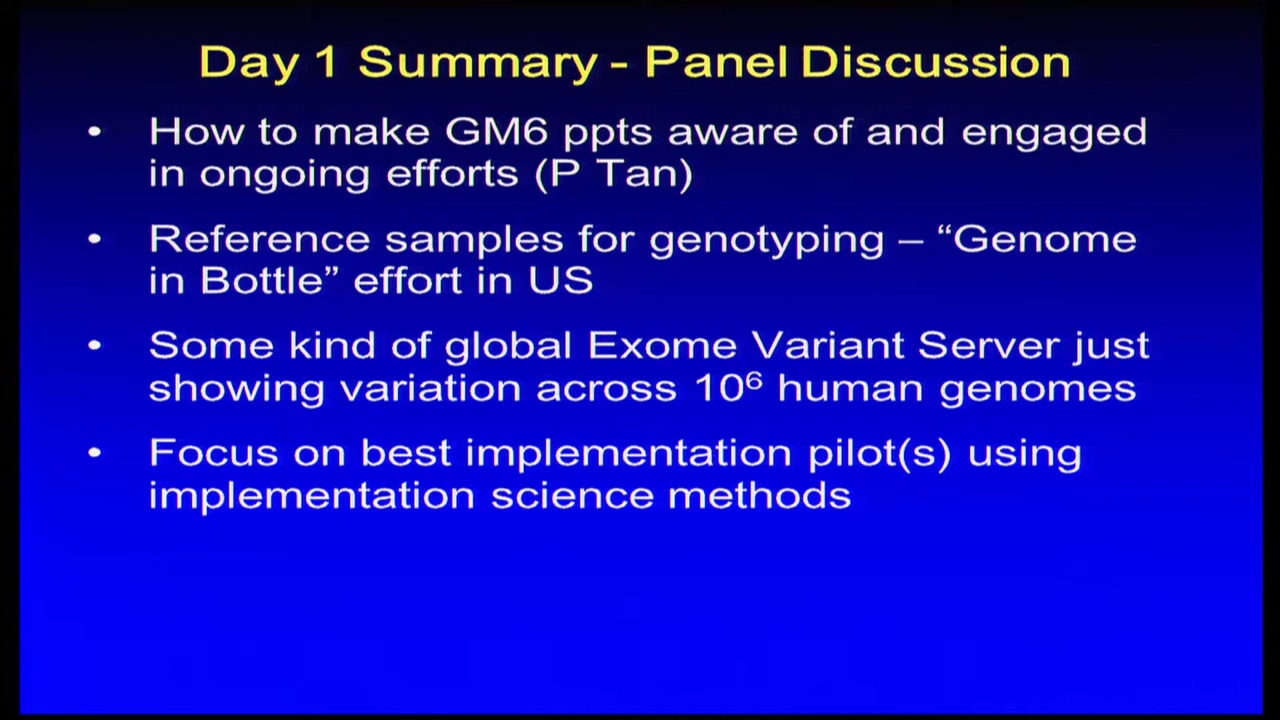 Day 1 Summary - Panel Discussion
• How to make GM6 ppts aware of and engaged
in ongoing efforts (P Tan)
• Reference samples for genotyping – “Genome
in Bottle” effort in US
• Some kind of global Exome Variant Server just
showing variation across 10⁶ human genomes
• Focus on best implementation pilot(s) using
implementation science methods